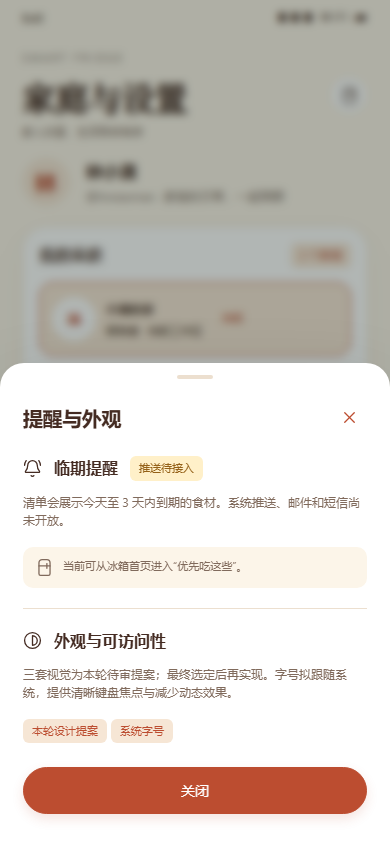 家庭与设置
提醒与外观
临期提醒
推送待接入
清单会展示今天至 3 天内到期的食材。系统推送、邮件和短信尚
未开放。
当前可从冰箱首页进入“优先吃这些”。
外观与可访问性
三套视觉为本轮待审提案；最终选定后再实现。字号拟跟随系
统，提供清晰键盘焦点与减少动态效果。
本轮设计提案
系统字号
关闭